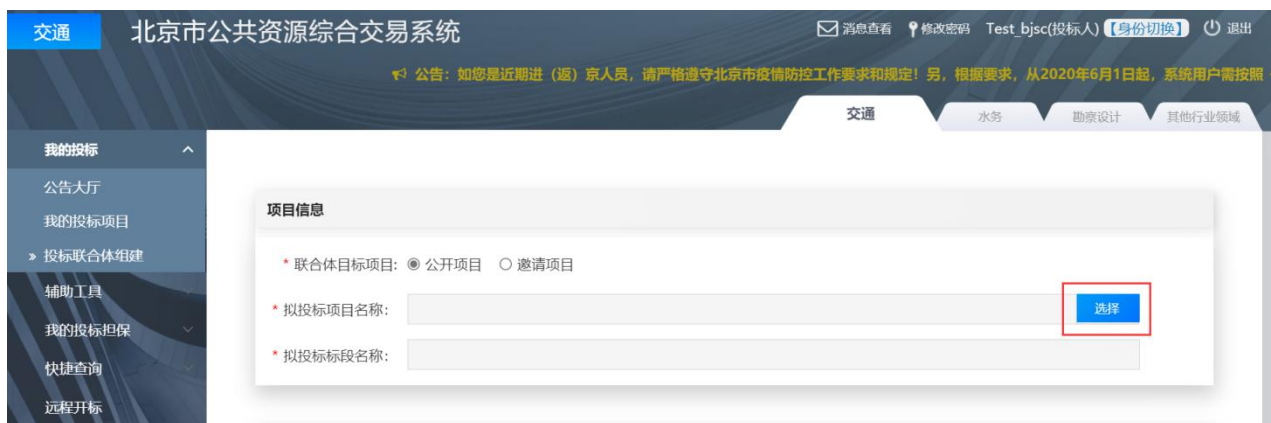 交通 北京市公共资源综合交易系统 消息查看 修改密码 Test_bjsc(投标人)【身份切换】 退出
公告：如您是近期进（返）京人员，请严格遵守北京市疫情防控工作要求和规定！另，根据要求，从2020年6月1日起，系统用户需按照
交通 水务 勘察设计 其他行业领域
我的投标
公告大厅
我的投标项目
» 投标联合体组建
辅助工具
我的投标担保
快捷查询
远程开标
项目信息
* 联合体目标项目: 公开项目 邀请项目
* 拟投标项目名称: 选择
* 拟投标标段名称: